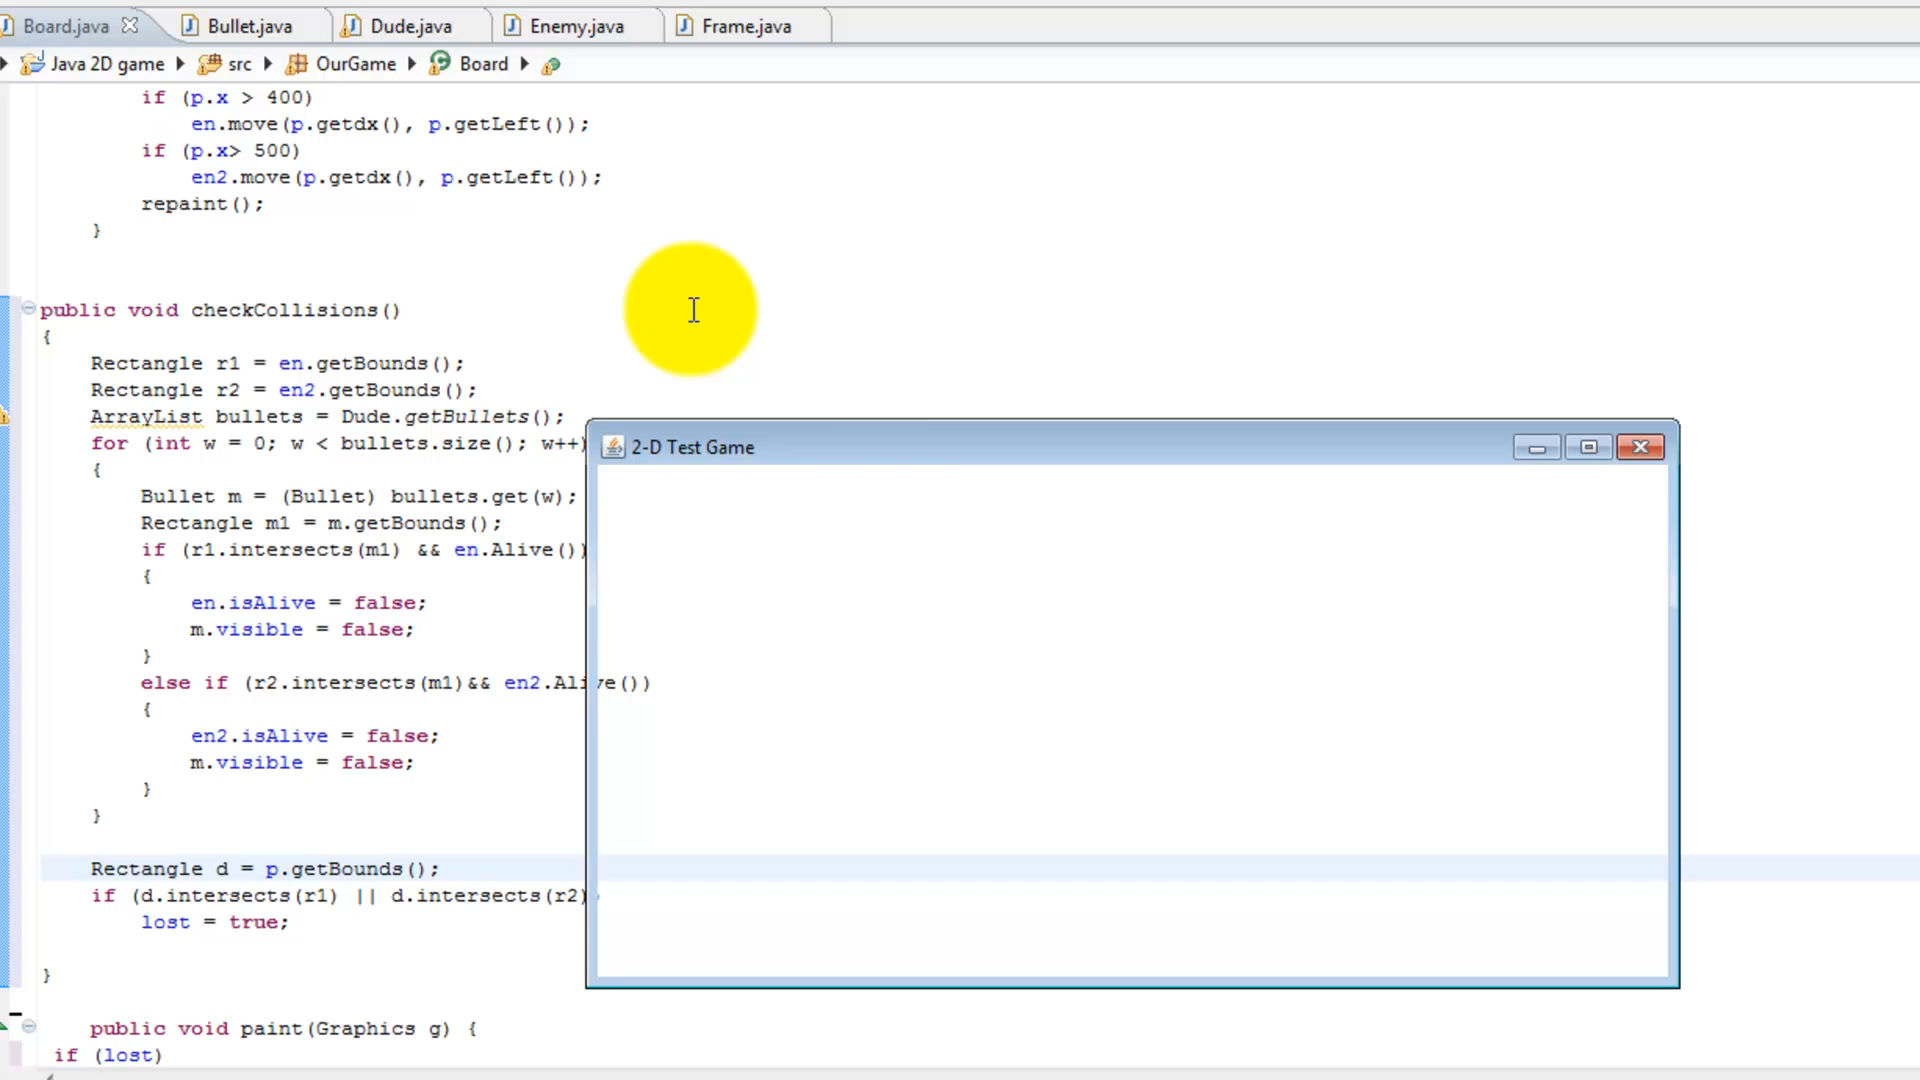 Board.java
Bullet.java
Dude.java
Enemy.java
Frame.java
Java 2D game
src
OurGame
Board
if (p.x > 400)
en.move(p.getdx(), p.getLeft());
if (p.x> 500)
en2.move(p.getdx(), p.getLeft());
repaint();
}
public void checkCollisions()
{
Rectangle r1 = en.getBounds();
Rectangle r2 = en2.getBounds();
ArrayList bullets = Dude.getBullets();
for (int w = 0; w < bullets.size(); w++)
{
Bullet m = (Bullet) bullets.get(w);
Rectangle m1 = m.getBounds();
if (r1.intersects(m1) && en.Alive())
{
en.isAlive = false;
m.visible = false;
}
else if (r2.intersects(m1)&& en2.Alive())
{
en2.isAlive = false;
m.visible = false;
}
}
Rectangle d = p.getBounds();
if (d.intersects(r1) || d.intersects(r2)
lost = true;
}
public void paint(Graphics g) {
if (lost)
2-D Test Game